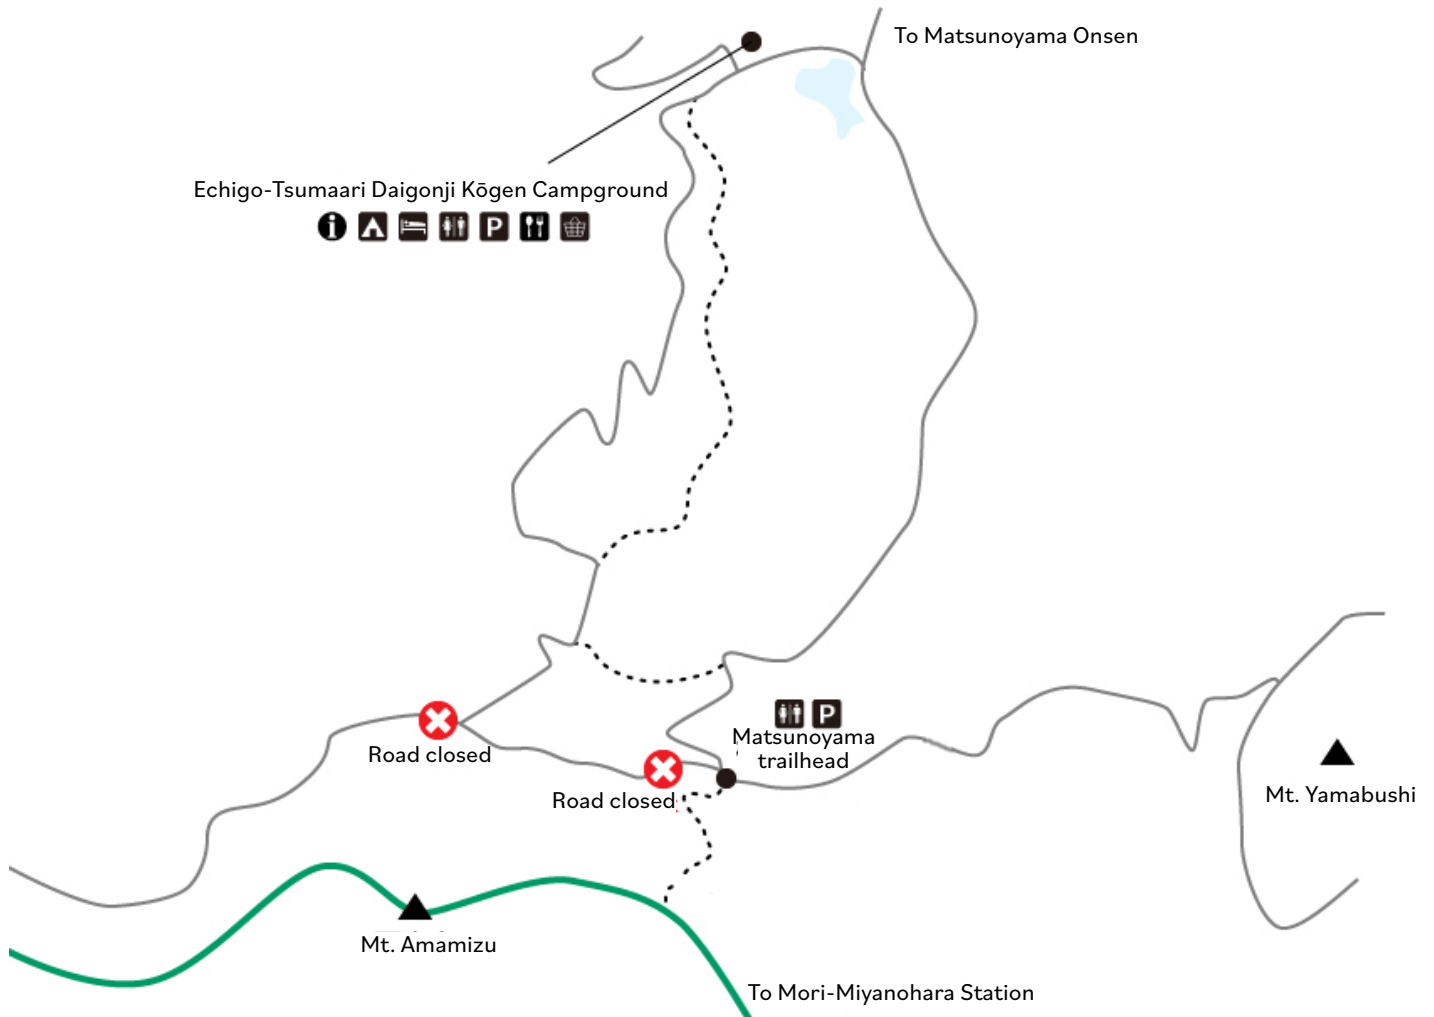 To Matsunoyama Onsen
Echigo-Tsumaari Daigonji Kōgen Campground
i
P
P
Matsunoyama
trailhead
Road closed
Road closed
Mt. Yamabushi
Mt. Amamizu
To Mori-Miyanohara Station